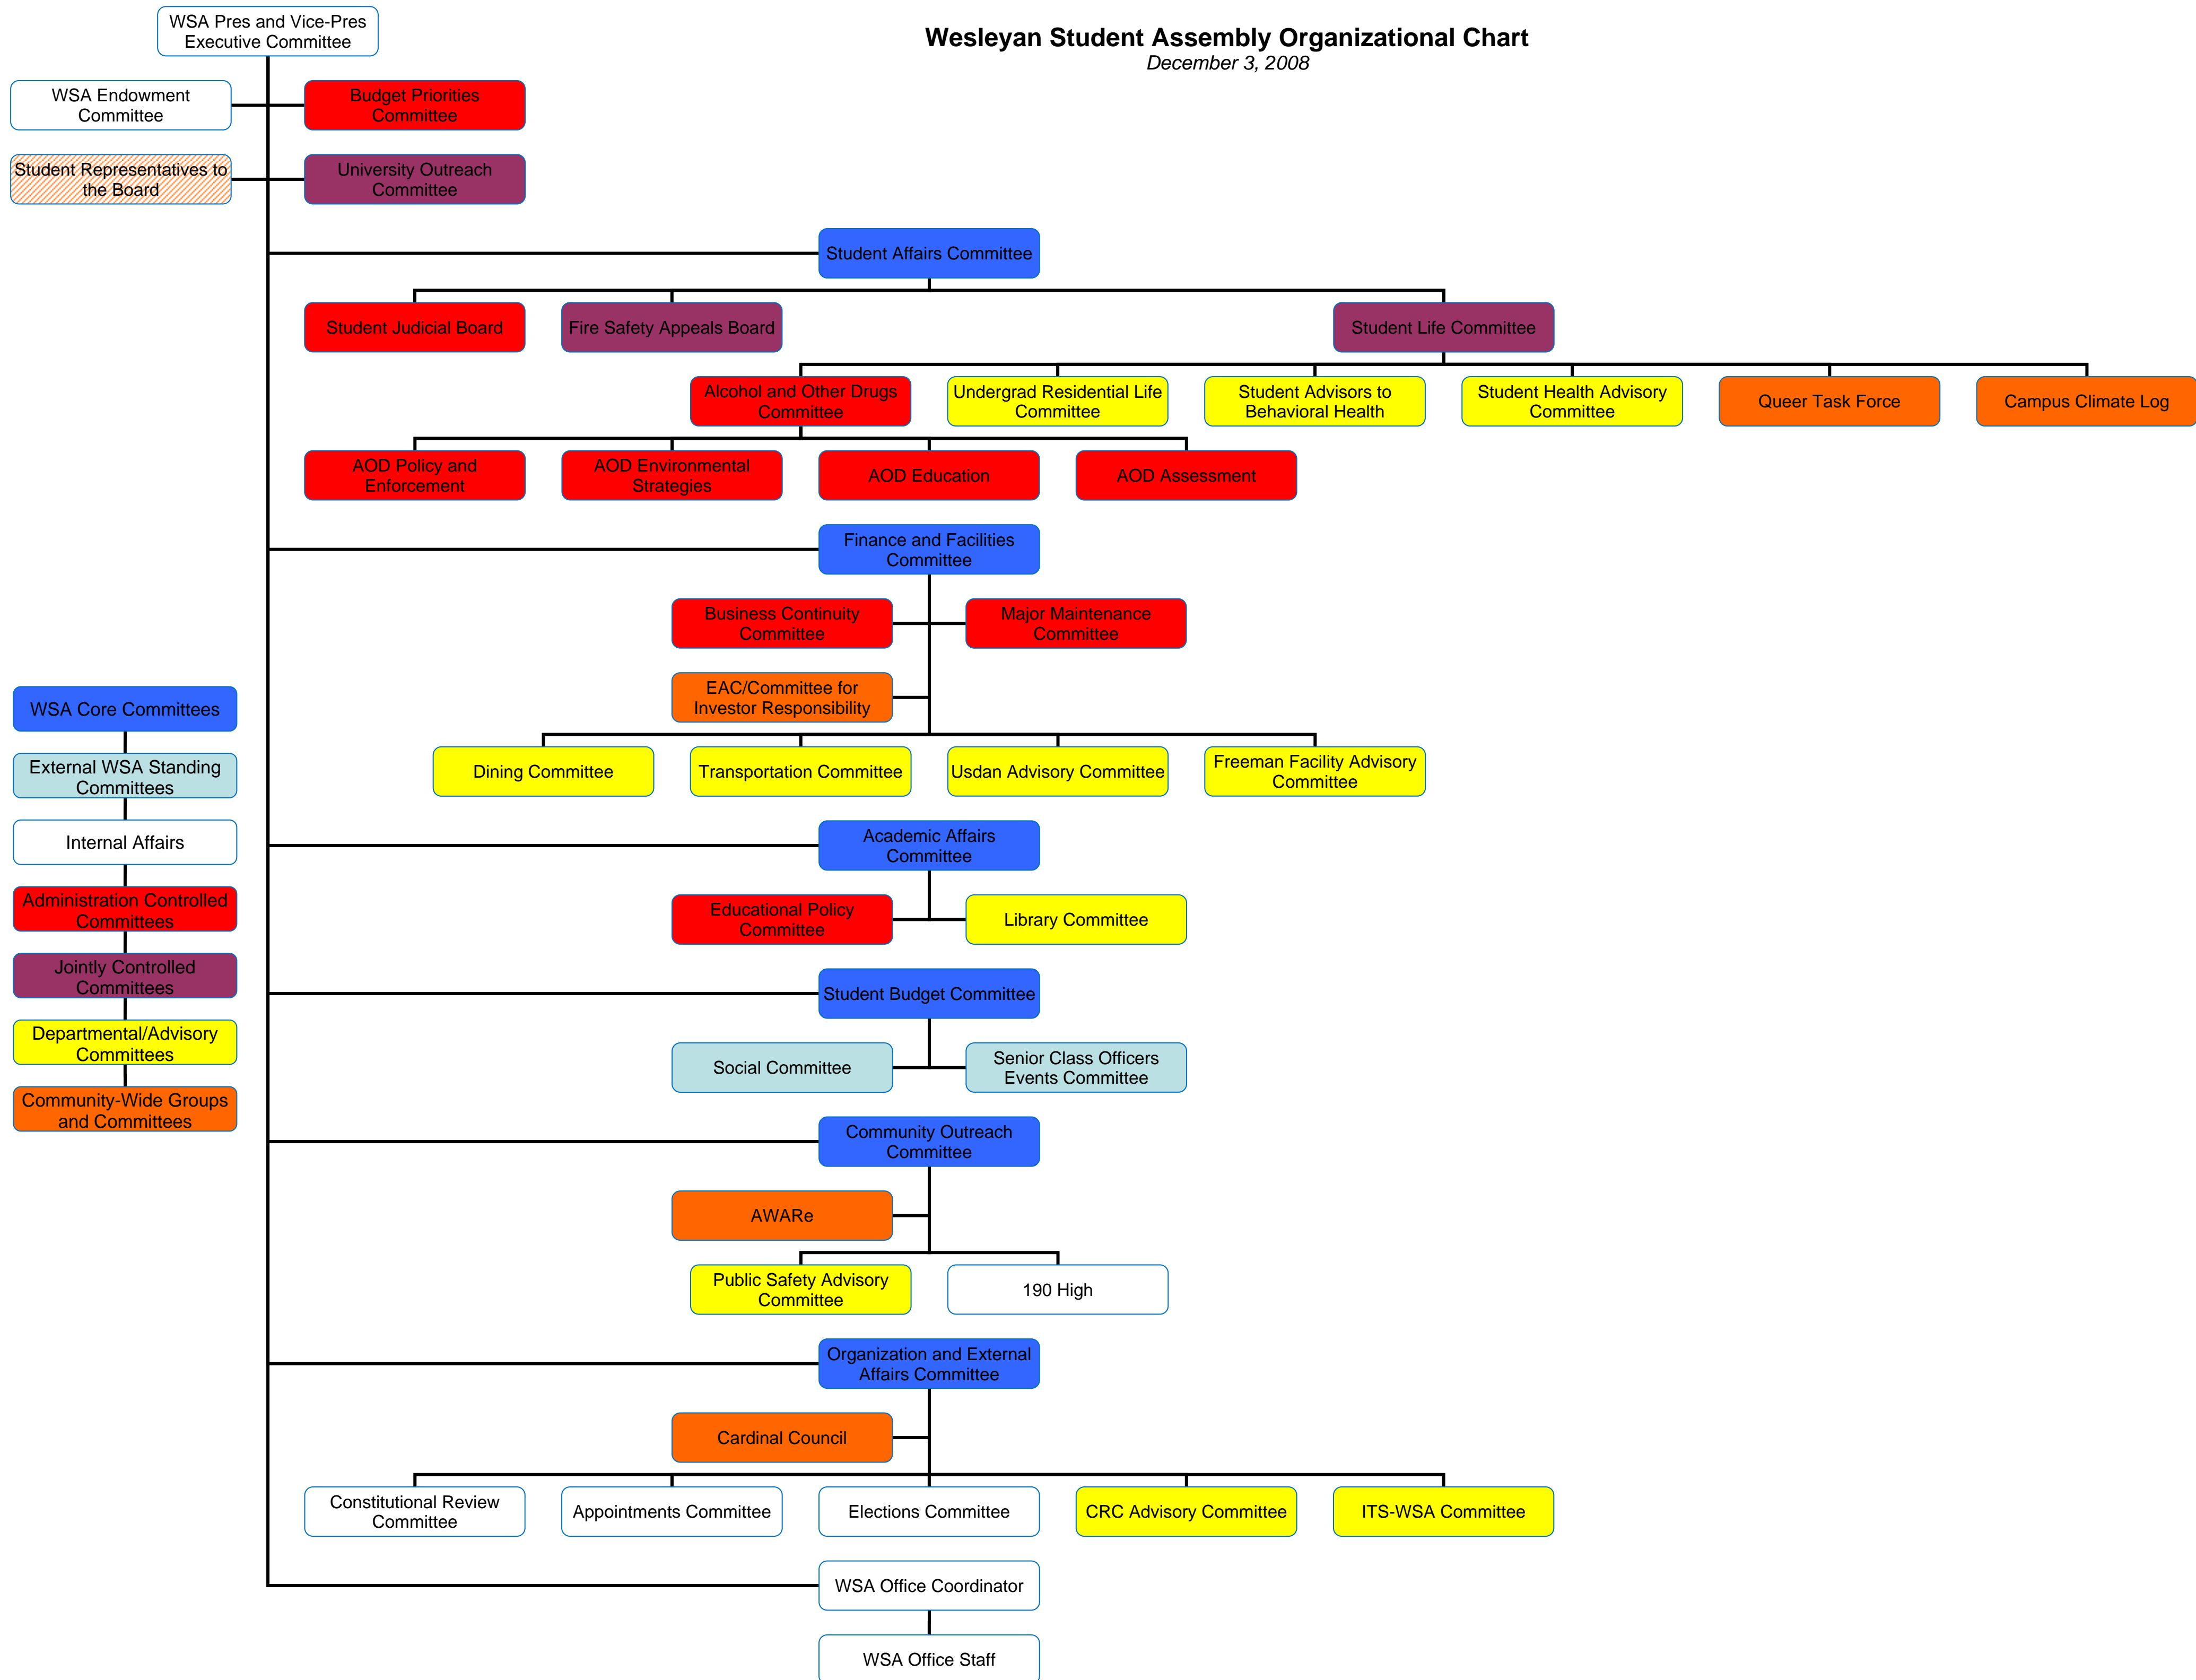 WSA Pres and Vice-Pres
Executive Committee
Wesleyan Student Assembly Organizational Chart
December 3, 2008
WSA Endowment
Committee
Budget Priorities
Committee
Student Representatives to
the Board
University Outreach
Committee
Student Affairs Committee
Student Judicial Board
Fire Safety Appeals Board
Student Life Committee
Alcohol and Other Drugs
Committee
Undergrad Residential Life
Committee
Student Advisors to
Behavioral Health
Student Health Advisory
Committee
Queer Task Force
Campus Climate Log
AOD Policy and
Enforcement
AOD Environmental
Strategies
AOD Education
AOD Assessment
Finance and Facilities
Committee
Business Continuity
Committee
Major Maintenance
Committee
EAC/Committee for
Investor Responsibility
Dining Committee
Transportation Committee
Usdan Advisory Committee
Freeman Facility Advisory
Committee
Academic Affairs
Committee
Educational Policy
Committee
Library Committee
Student Budget Committee
Social Committee
Senior Class Officers
Events Committee
Community Outreach
Committee
AWARe
Public Safety Advisory
Committee
190 High
Organization and External
Affairs Committee
Cardinal Council
Constitutional Review
Committee
Appointments Committee
Elections Committee
CRC Advisory Committee
ITS-WSA Committee
WSA Office Coordinator
WSA Office Staff
WSA Core Committees
External WSA Standing
Committees
Internal Affairs
Administration Controlled
Committees
Jointly Controlled
Committees
Departmental/Advisory
Committees
Community-Wide Groups
and Committees